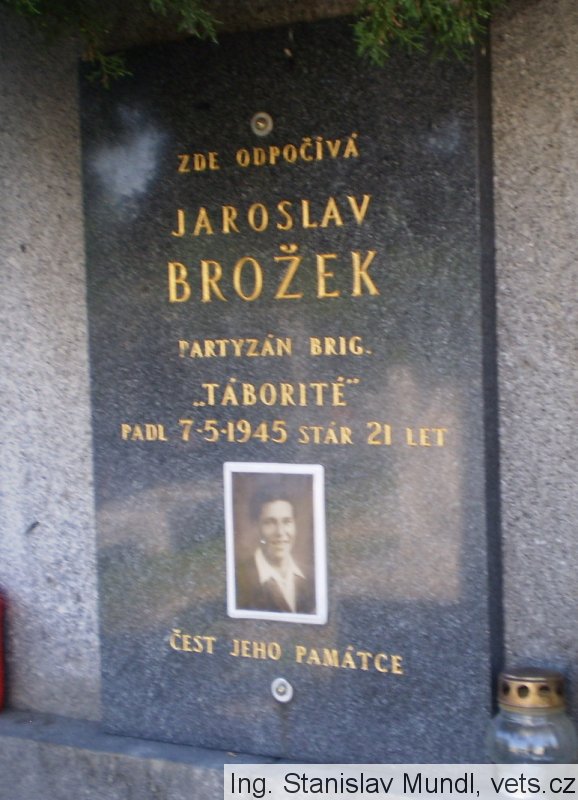 ZDE ODPOČÍVÁ
JAROSLAV
BROŽEK
PARTYZÁN BRIG.
„TÁBORITÉ"
PADL 7-5-1945 STÁR 21 LET
ČEST JEHO PAMÁTCE
Ing. Stanislav Mundl, vets.cz